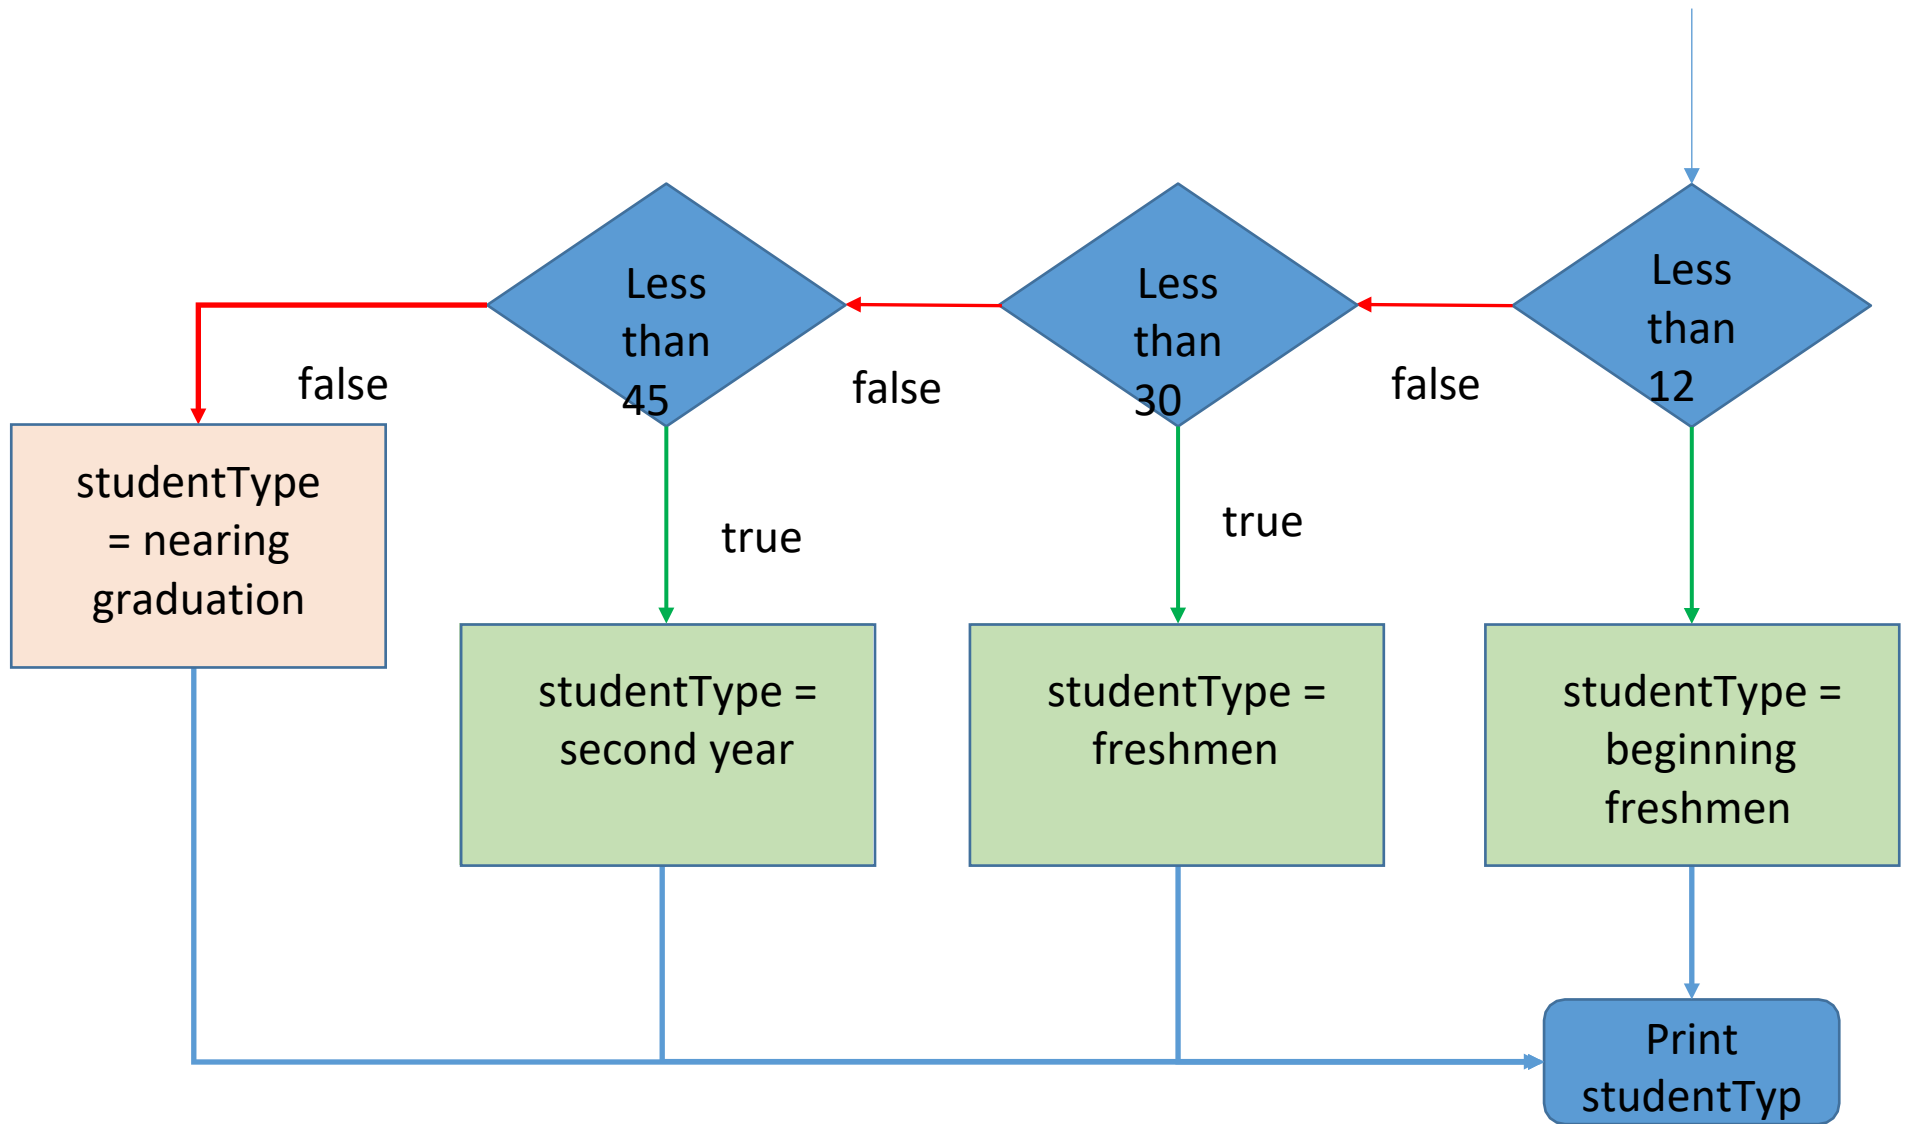 Less
than
45
Less
than
30
Less
than
12
false
false
false
studentType
= nearing
graduation
true
true
studentType =
second year
studentType =
freshmen
studentType =
beginning
freshmen
Print
studentTyp